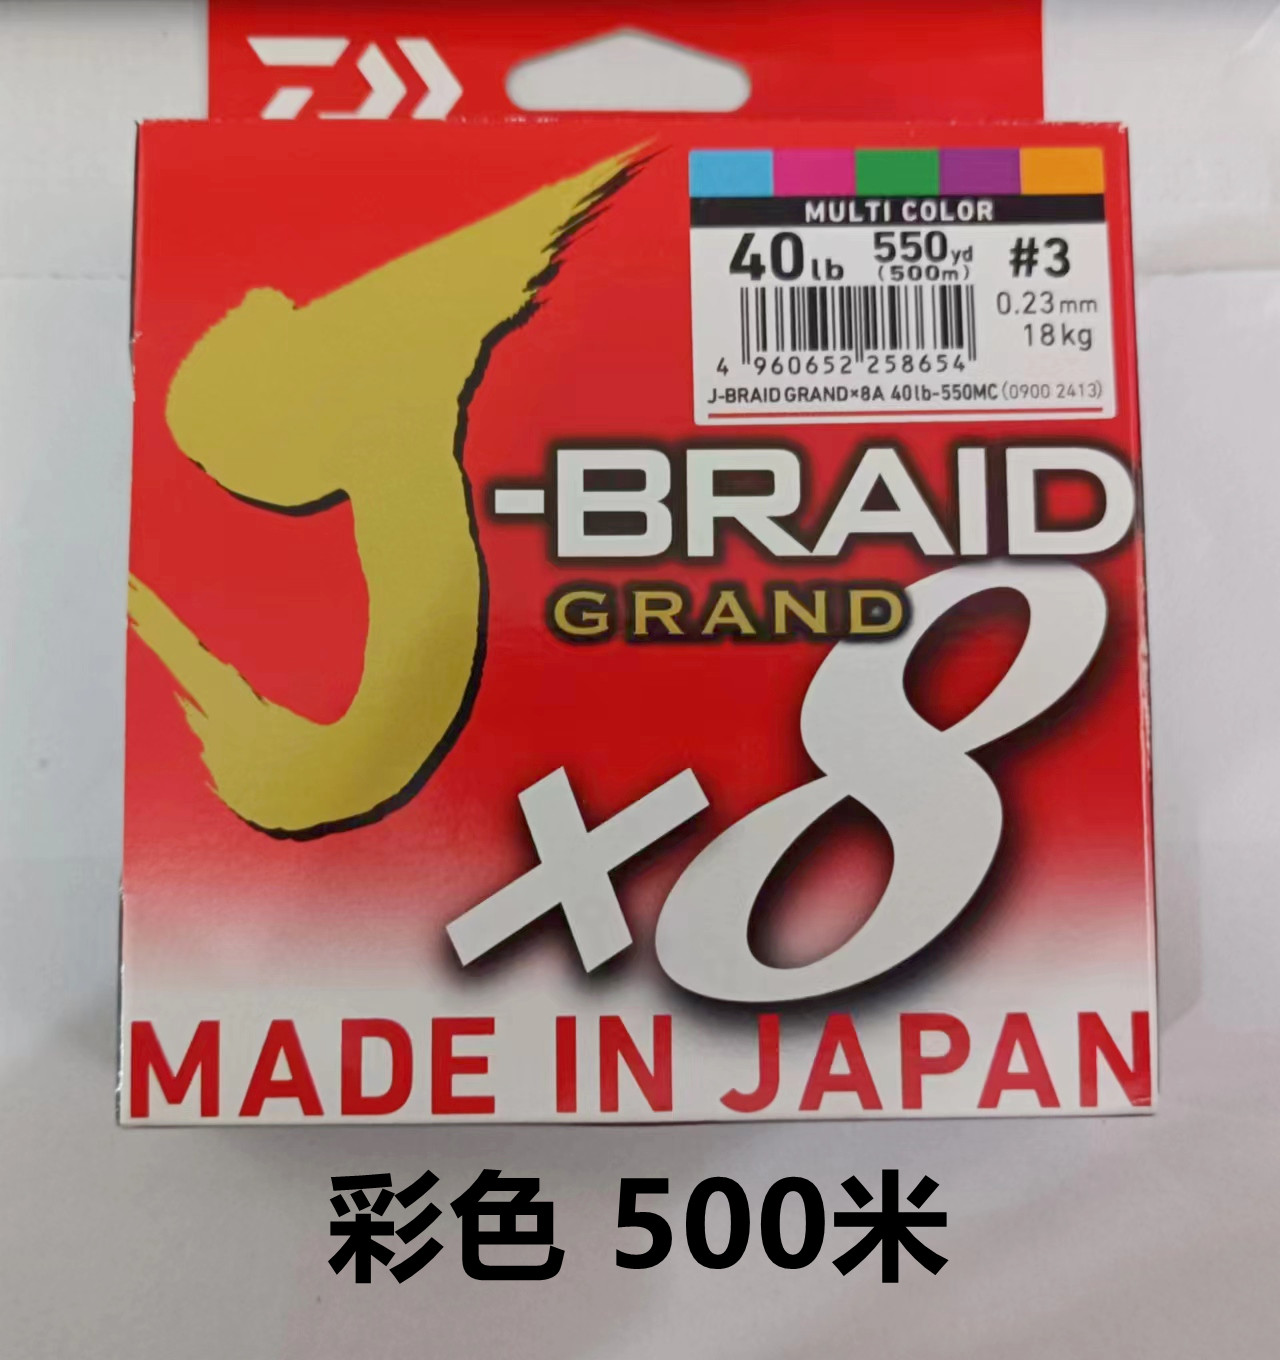 MULTI COLOR
40lb 550yd (500m) #3
0.23mm
18kg
4 960652 258654
J-BRAID GRAND×8A 40lb-550MC (0900 2413)
J-BRAID
GRAND
×8
MADE IN JAPAN
彩色 500米